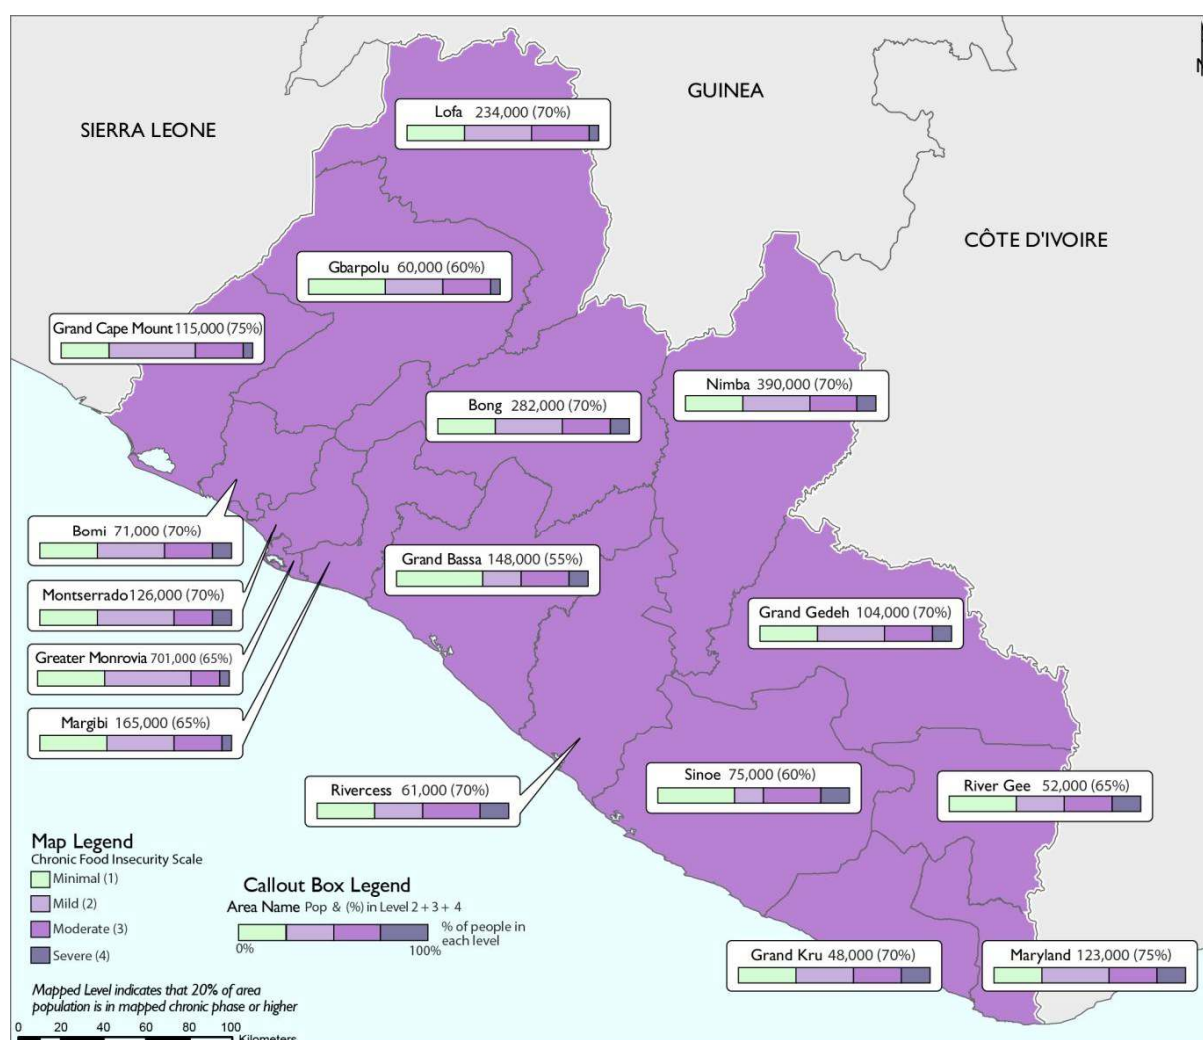 GUINEA
SIERRA LEONE
CÔTE D'IVOIRE
N
Lofa 234,000 (70%)
Gbarpolu 60,000 (60%)
Grand Cape Mount 115,000 (75%)
Nimba 390,000 (70%)
Bong 282,000 (70%)
Bomi 71,000 (70%)
Grand Bassa 148,000 (55%)
Montserrado 126,000 (70%)
Grand Gedeh 104,000 (70%)
Greater Monrovia 701,000 (65%)
Margibi 165,000 (65%)
Rivercess 61,000 (70%)
Sinoe 75,000 (60%)
River Gee 52,000 (65%)
Grand Kru 48,000 (70%)
Maryland 123,000 (75%)
Map Legend
Chronic Food Insecurity Scale
Minimal (1)
Mild (2)
Moderate (3)
Severe (4)
Mapped Level indicates that 20% of area
population is in mapped chronic phase or higher
0 20 40 60 80 100
Kilometers
Callout Box Legend
Area Name Pop & (%) in Level 2 + 3 + 4
0% 100%
% of people in
each level